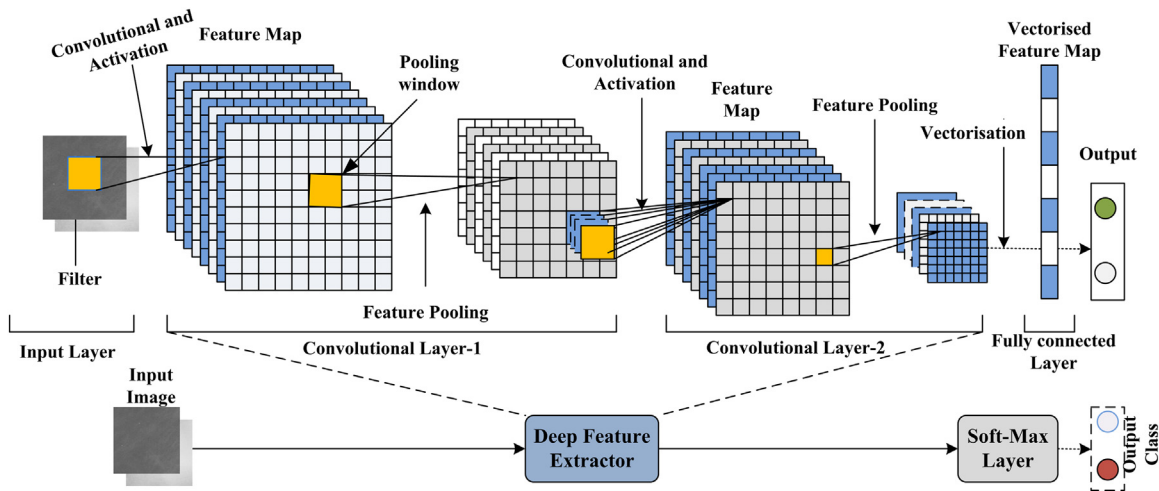 Convolutional and
Activation
Feature Map
Pooling
window
Convolutional and
Activation
Feature
Map
Feature Pooling
Vectorised
Feature Map
Vectorisation
Output
Filter
Feature Pooling
Input Layer
Convolutional Layer-1
Convolutional Layer-2
Fully connected
Layer
Input
Image
Deep Feature
Extractor
Soft-Max
Layer
Output
Class